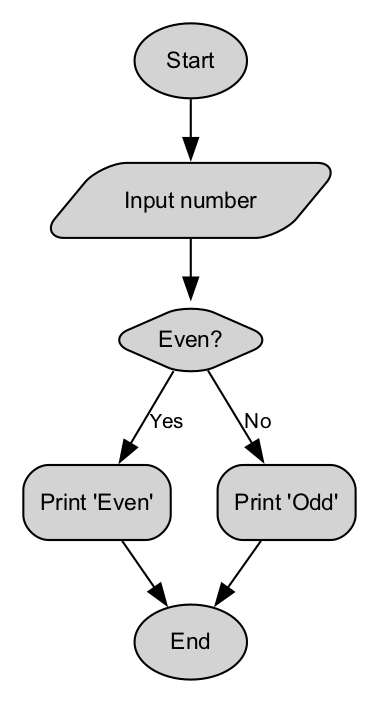 Start
Input number
Even?
Yes
No
Print 'Even'
Print 'Odd'
End